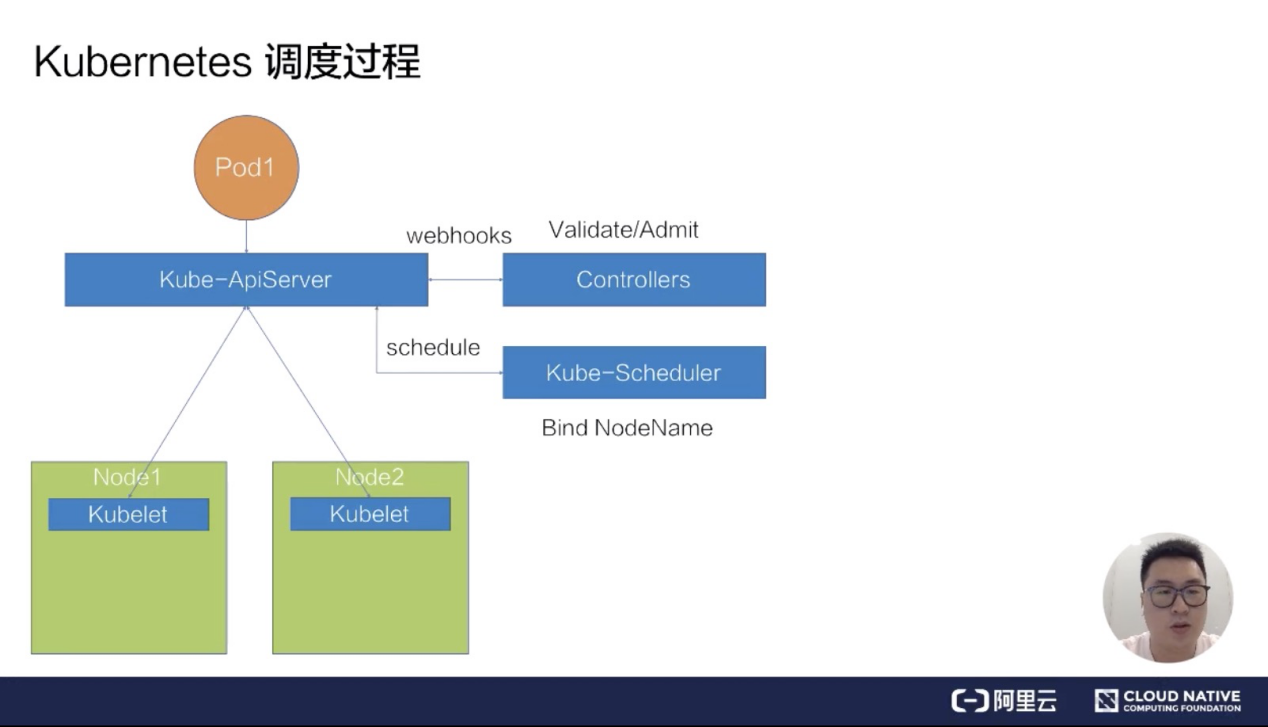 Kubernetes 调度过程
Pod1
webhooks
Validate/Admit
Kube-ApiServer
Controllers
schedule
Kube-Scheduler
Bind NodeName
Node1
Node2
Kubelet
Kubelet
阿里云
CLOUD NATIVE
COMPUTING FOUNDATION